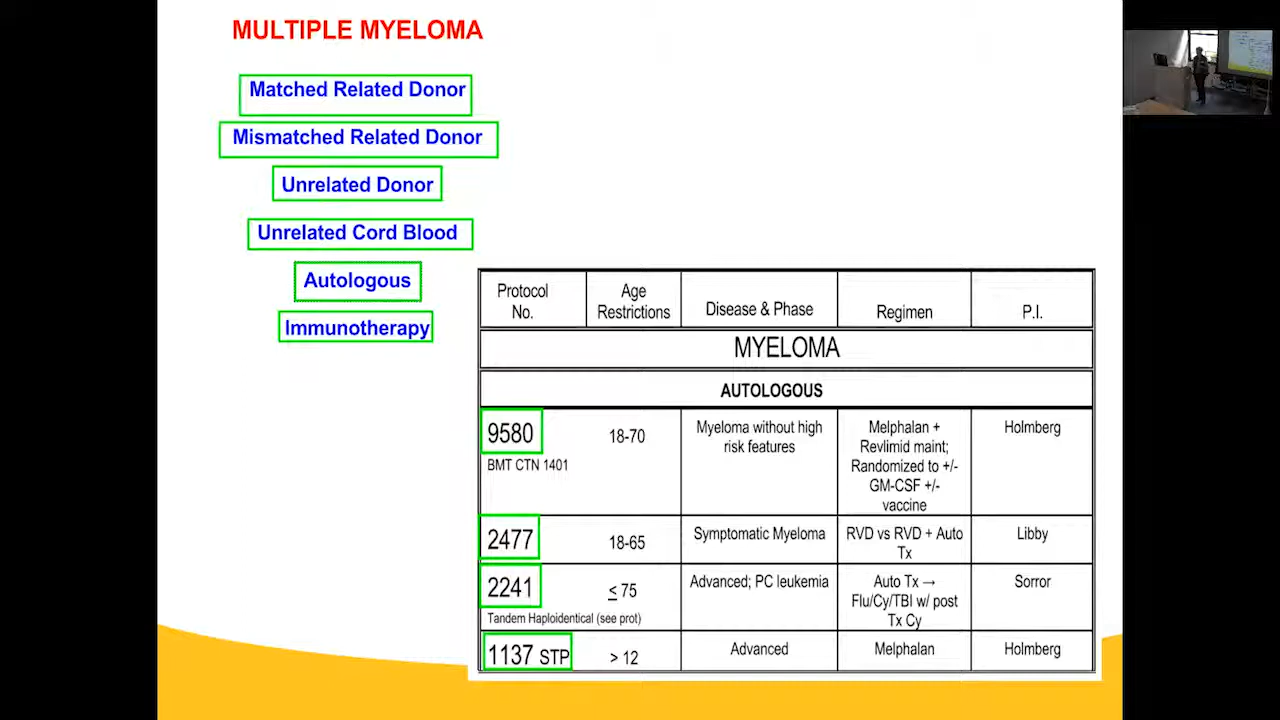 MULTIPLE MYELOMA
Matched Related Donor
Mismatched Related Donor
Unrelated Donor
Unrelated Cord Blood
Autologous
Immunotherapy
Protocol No.
Age Restrictions
Disease & Phase
Regimen
P.I.
MYELOMA
AUTOLOGOUS
9580
BMT CTN 1401
18-70
Myeloma without high
risk features
Melphalan +
Revlimid maint;
Randomized to +/-
GM-CSF +/-
vaccine
Holmberg
2477
18-65
Symptomatic Myeloma
RVD vs RVD + Auto
Tx
Libby
2241
Tandem Haploidentical (see prot)
≤ 75
Advanced; PC leukemia
Auto Tx →
Flu/Cy/TBI w/ post
Tx Cy
Sorror
1137 STP
> 12
Advanced
Melphalan
Holmberg